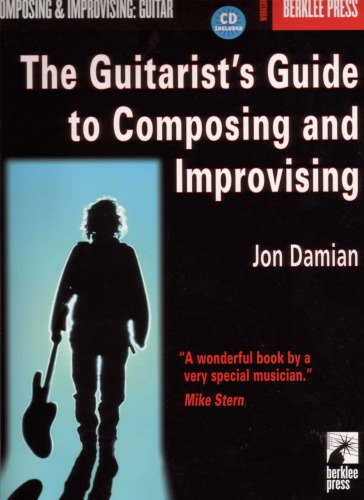 OMPOSING & IMPROVISING: GUITAR
CD
INCLUDED
WORKSHOP
BERKLEE PRESS
The Guitarist's Guide
to Composing and
Improvising
Jon Damian
"A wonderful book by a
very special musician."
Mike Stern
berklee
press